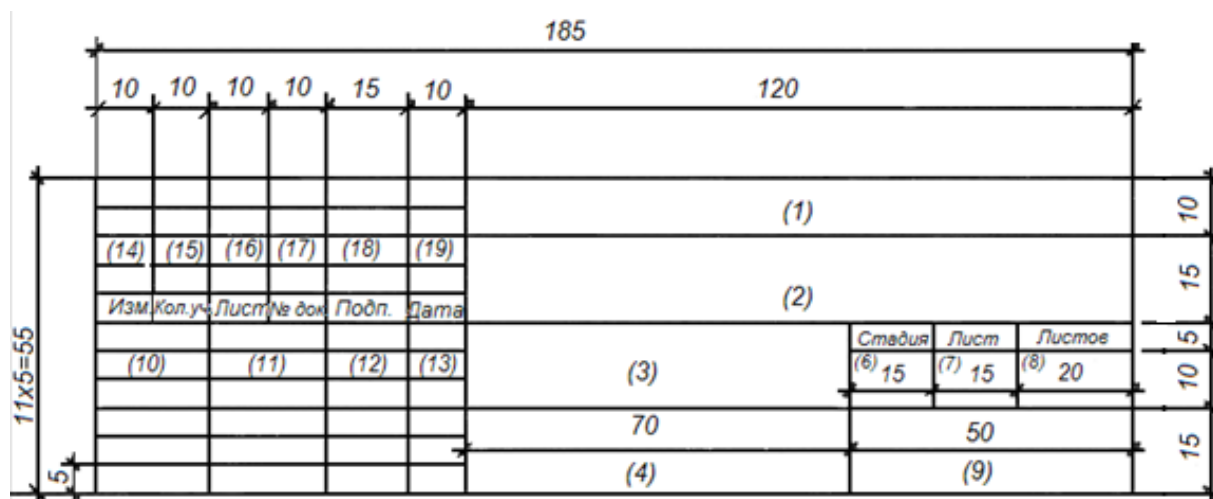 185
10 10 10 10 15 10 120
(1) 10
(14) (15) (16) (17) (18) (19)
(2) 15
Изм. Кол.уч. Лист № док. Подп. Дата
11x5=55
Стадия Лист Листов 5
(10) (11) (12) (13) (3) (6) 15 (7) 15 (8) 20 10
70 50
15
5 (4) (9)